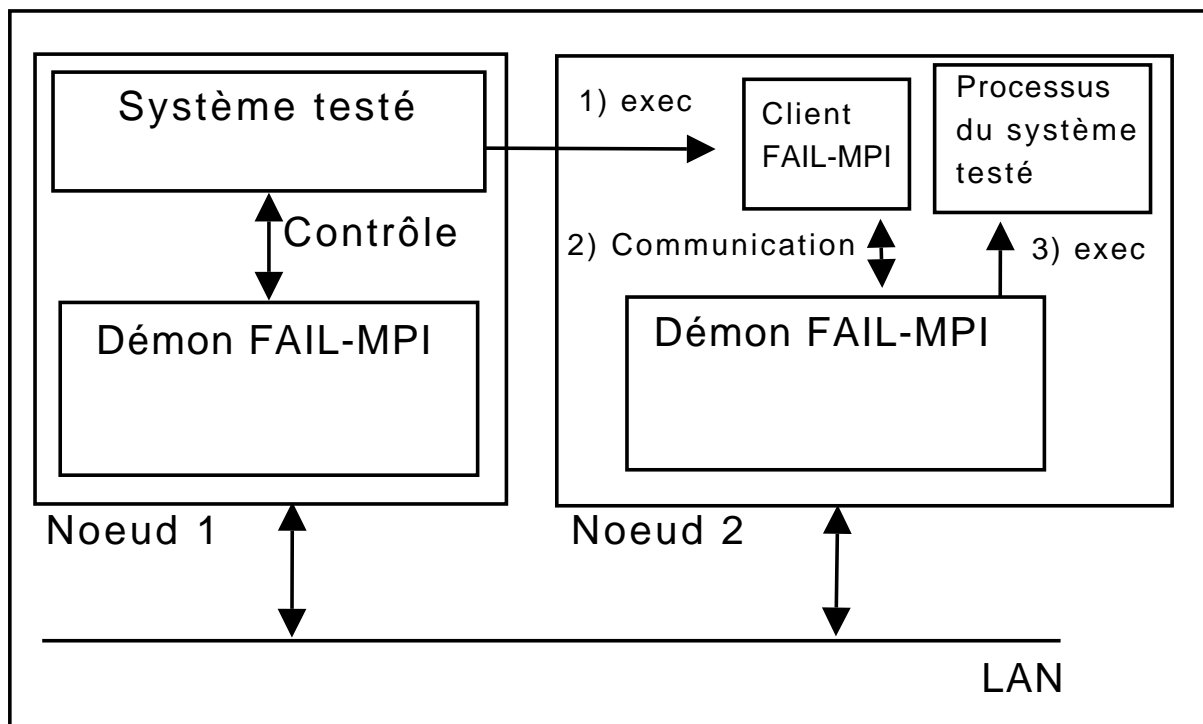 Système testé
Contrôle
Démon FAIL-MPI
Noeud 1
1) exec
Client
FAIL-MPI
Processus
du système
testé
2) Communication
3) exec
Démon FAIL-MPI
Noeud 2
LAN